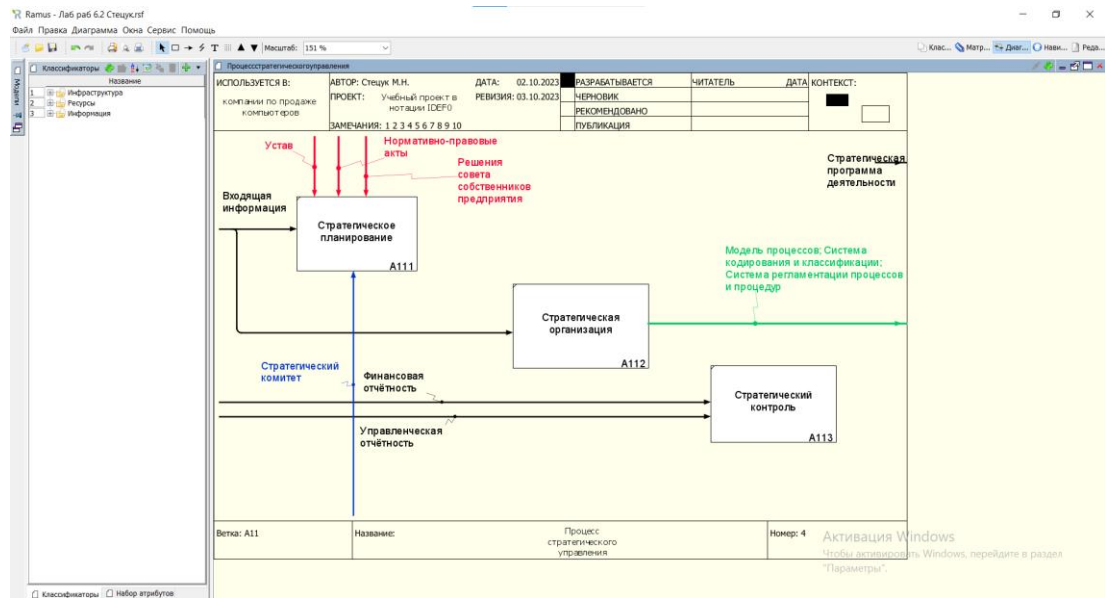 Ramus - Лаб раб 6.2 Стецук.rsf
Файл Правка Диаграмма Окна Сервис Помощь
Масштаб: 151 %
Клас... Матр... Диаг... Нави... Реда...
Модели
Классификаторы
Название
1 Инфраструктура
2 Ресурсы
3 Информация
Классификаторы Набор атрибутов
Процессстратегическогоуправления
ИСПОЛЬЗУЕТСЯ В:
компании по продаже
компьютеров
АВТОР: Стецук М.Н.
ПРОЕКТ: Учебный проект в
нотации IDEF0
ЗАМЕЧАНИЯ: 1 2 3 4 5 6 7 8 9 10
ДАТА: 02.10.2023
РЕВИЗИЯ: 03.10.2023
РАЗРАБАТЫВАЕТСЯ
ЧЕРНОВИК
РЕКОМЕНДОВАНО
ПУБЛИКАЦИЯ
ЧИТАТЕЛЬ ДАТА
КОНТЕКСТ:
Устав
Нормативно-правовые
акты
Решения
совета
собственников
предприятия
Стратегическая
программа
деятельности
Входящая
информация
Стратегическое
планирование
A111
Модель процессов; Система
кодирования и классификации;
Система регламентации процессов
и процедур
Стратегическая
организация
A112
Стратегический
комитет
Финансовая
отчётность
Стратегический
контроль
A113
Управленческая
отчётность
Ветка: A11
Название:
Процесс
стратегического
управления
Номер: 4
Активация Windows
Чтобы активировать Windows, перейдите в раздел
"Параметры".